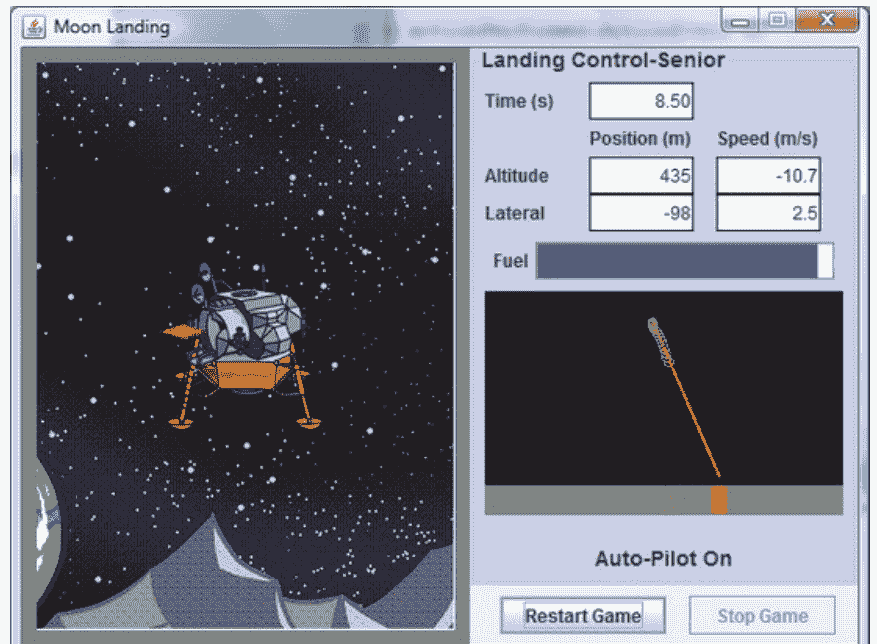 Moon Landing
Landing Control-Senior
Time (s) 8.50
Position (m) Speed (m/s)
Altitude 435 -10.7
Lateral -98 2.5
Fuel
Auto-Pilot On
Restart Game Stop Game